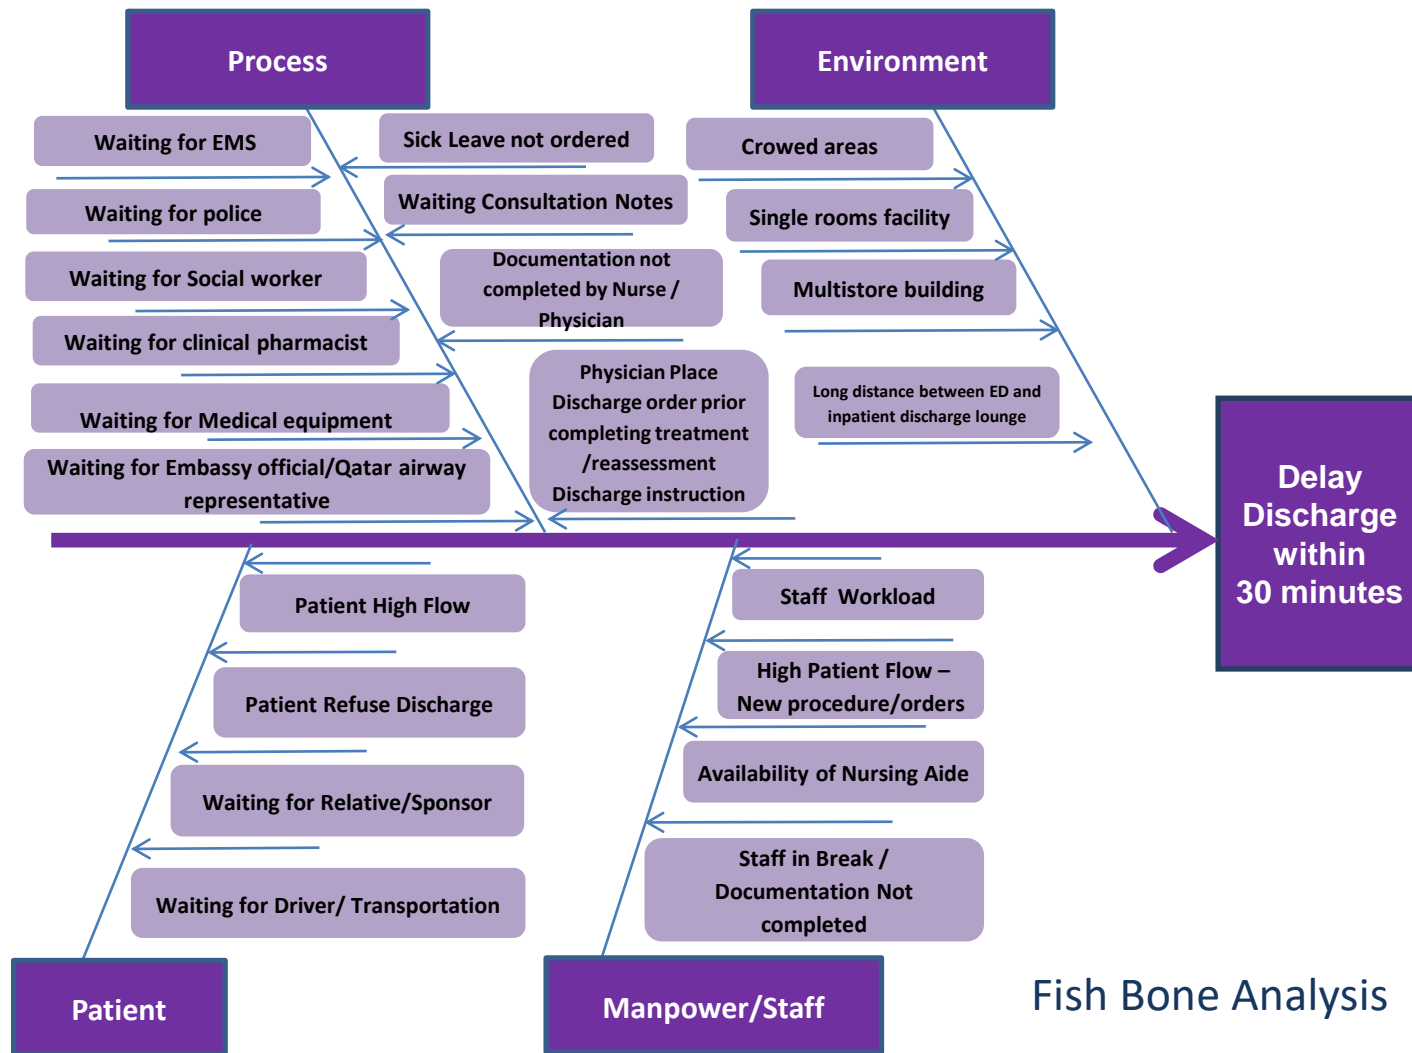 Process
Environment
Waiting for EMS
Sick Leave not ordered
Crowed areas
Waiting for police
Waiting Consultation Notes
Single rooms facility
Waiting for Social worker
Documentation not
completed by Nurse /
Physician
Multistore building
Waiting for clinical pharmacist
Physician Place
Discharge order prior
completing treatment
/reassessment
Discharge instruction
Long distance between ED and
inpatient discharge lounge
Waiting for Medical equipment
Waiting for Embassy official/Qatar airway
representative
Delay
Discharge
within
30 minutes
Patient High Flow
Staff Workload
Patient Refuse Discharge
High Patient Flow –
New procedure/orders
Waiting for Relative/Sponsor
Availability of Nursing Aide
Waiting for Driver/ Transportation
Staff in Break /
Documentation Not
completed
Patient
Manpower/Staff
Fish Bone Analysis